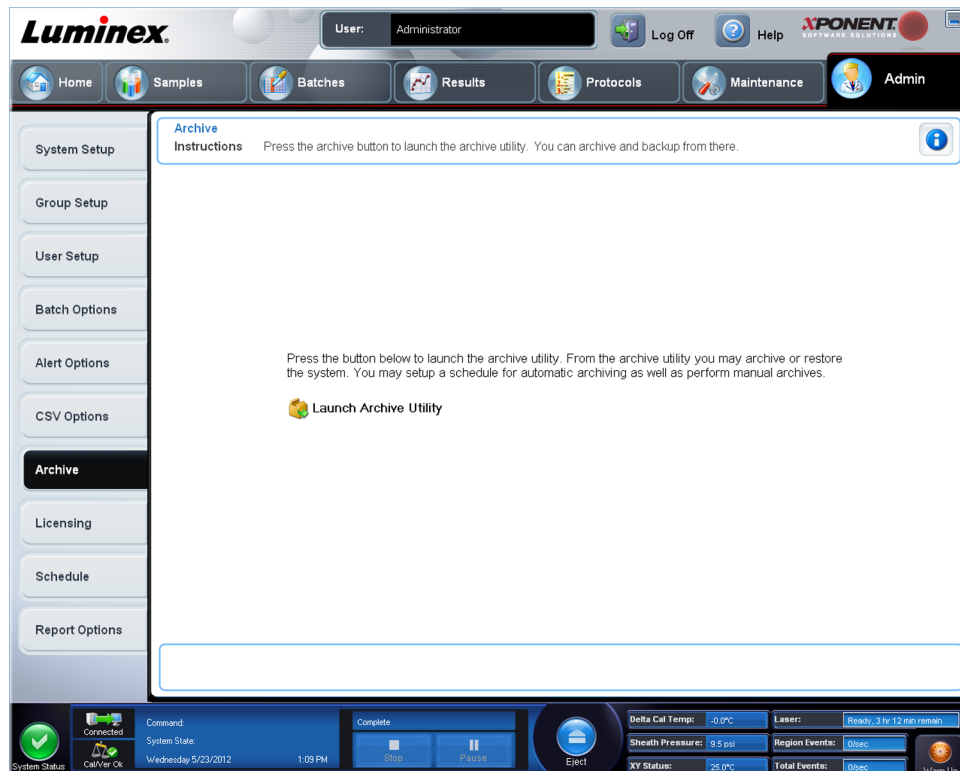 Luminex.
User: Administrator
Log Off
Help
XPONENT.
SOFTWARE SOLUTIONS
Home
Samples
Batches
Results
Protocols
Maintenance
Admin
System Setup
Group Setup
User Setup
Batch Options
Alert Options
CSV Options
Archive
Licensing
Schedule
Report Options
Archive
Instructions Press the archive button to launch the archive utility. You can archive and backup from there.
Press the button below to launch the archive utility. From the archive utility you may archive or restore
the system. You may setup a schedule for automatic archiving as well as perform manual archives.
Launch Archive Utility
System Status
Connected
Cal/Ver Ok
Command:
System State:
Wednesday 5/23/2012 1:09 PM
Complete
Stop
Pause
Eject
Delta Cal Temp: -0.0°C
Sheath Pressure: 9.5 psi
XY Status: 25.0°C
Laser: Ready, 3 hr 12 min remain
Region Events: 0/sec
Total Events: 0/sec
Warm Up